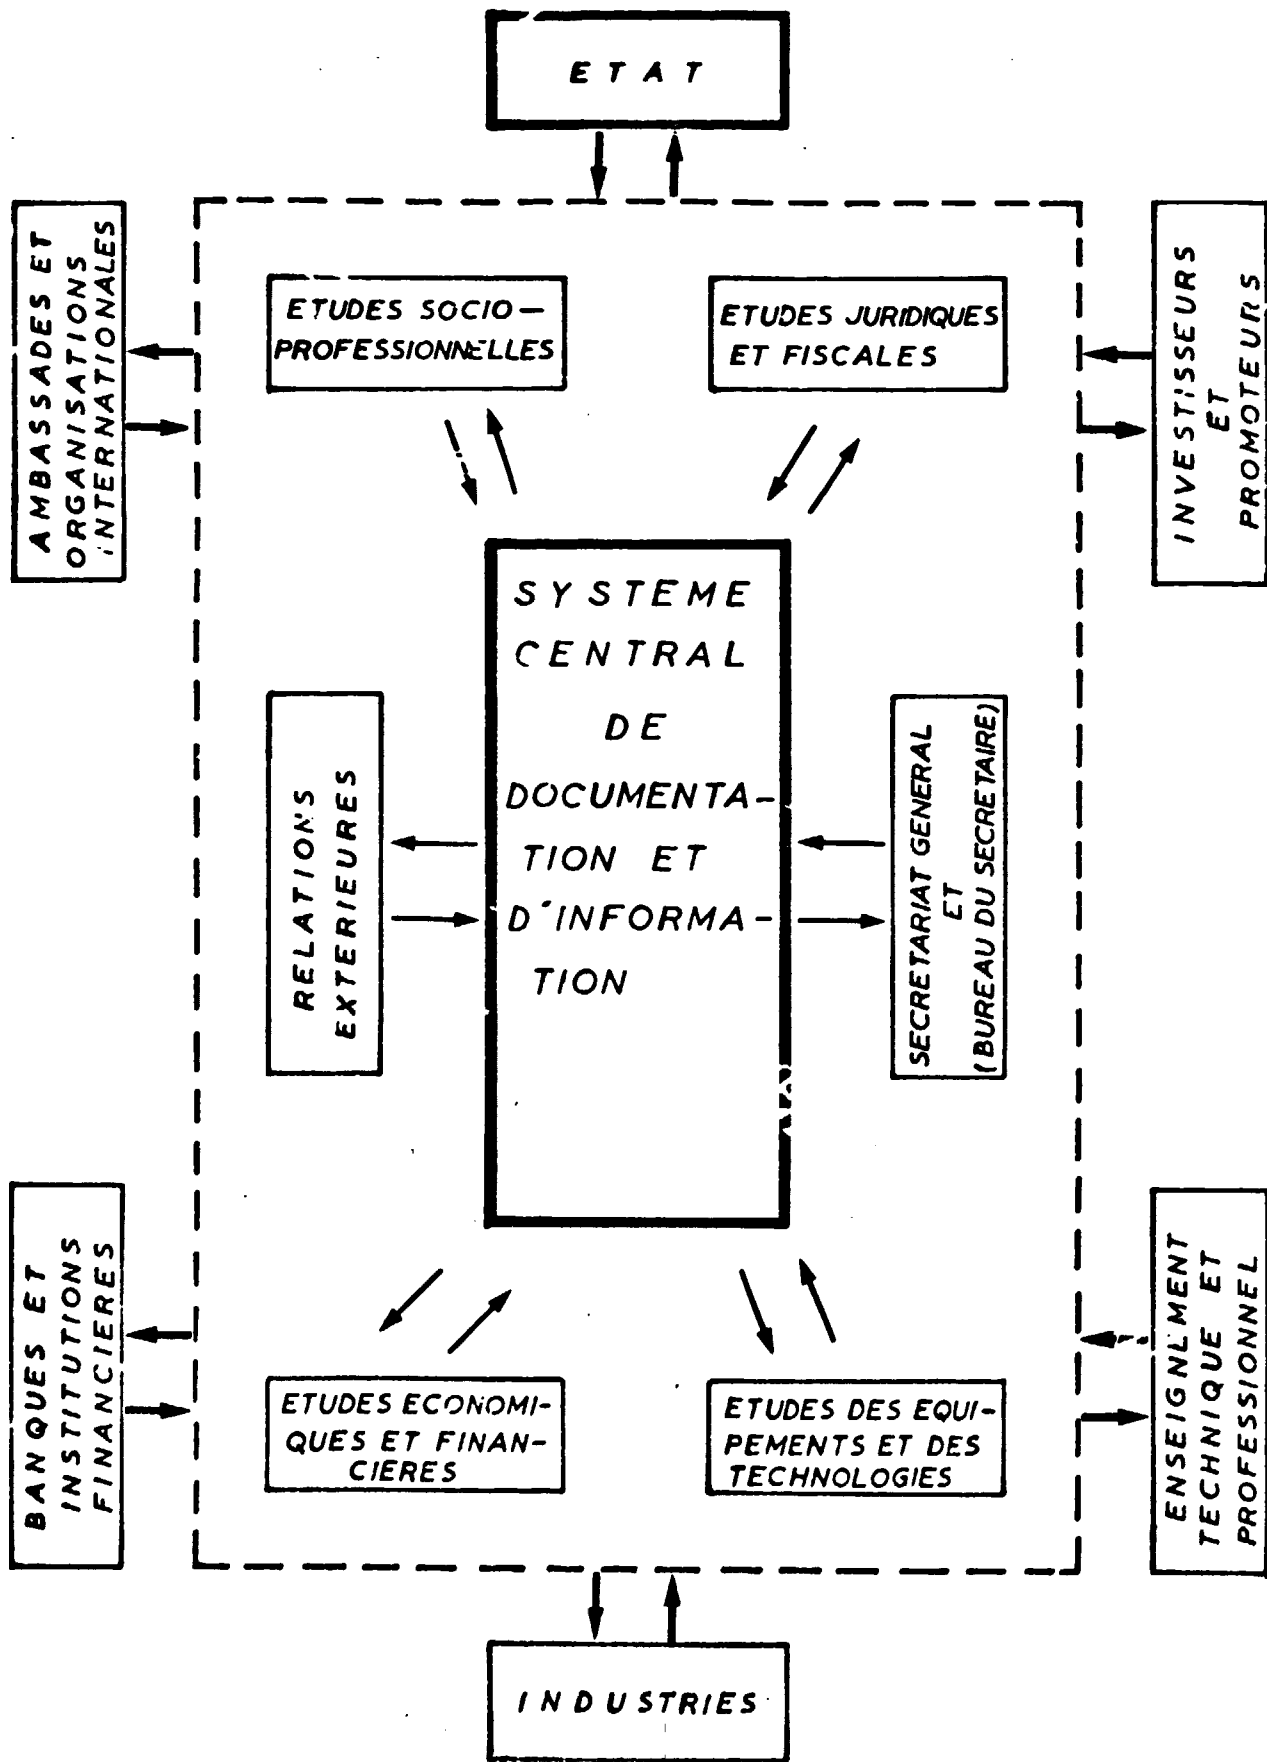 ETAT
AMBASSADES ET
ORGANISATIONS
INTERNATIONALES
ETUDES SOCIO-
PROFESSIONNELLES
ETUDES JURIDIQUES
ET FISCALES
INVESTISSEURS
ET
PROMOTEURS
SYSTEME
CENTRAL
DE
DOCUMENTA-
TION ET
D'INFORMA-
TION
RELATIONS
EXTERIEURES
SECRETARIAT GENERAL
ET
(BUREAU DU SECRETAIRE)
BANQUES ET
INSTITUTIONS
FINANCIERES
ETUDES ECONOMI-
QUES ET FINAN-
CIERES
ETUDES DES EQUI-
PEMENTS ET DES
TECHNOLOGIES
ENSEIGNEMENT
TECHNIQUE ET
PROFESSIONNEL
INDUSTRIES